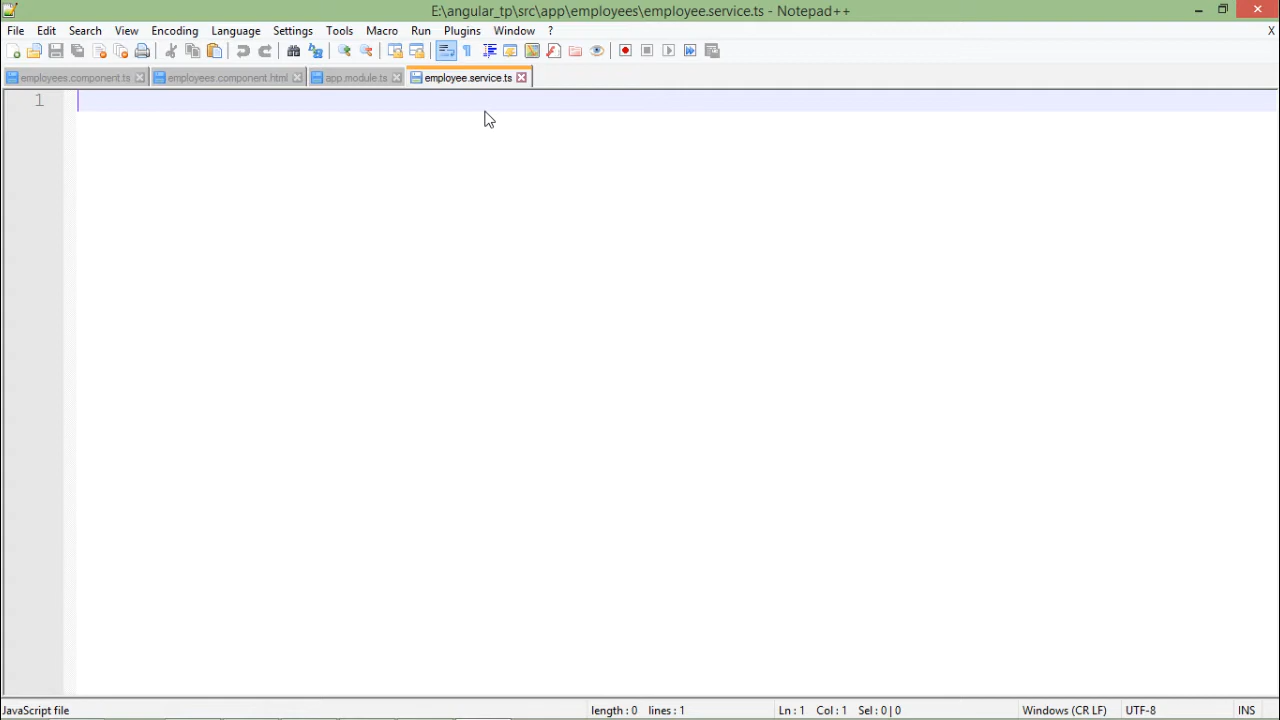 E:\angular_tp\src\app\employees\employee.service.ts - Notepad++
File Edit Search View Encoding Language Settings Tools Macro Run Plugins Window ? X
employees.component.ts employees.component.html app.module.ts employee.service.ts
1
JavaScript file length : 0 lines : 1 Ln : 1 Col : 1 Sel : 0 | 0 Windows (CR LF) UTF-8 INS